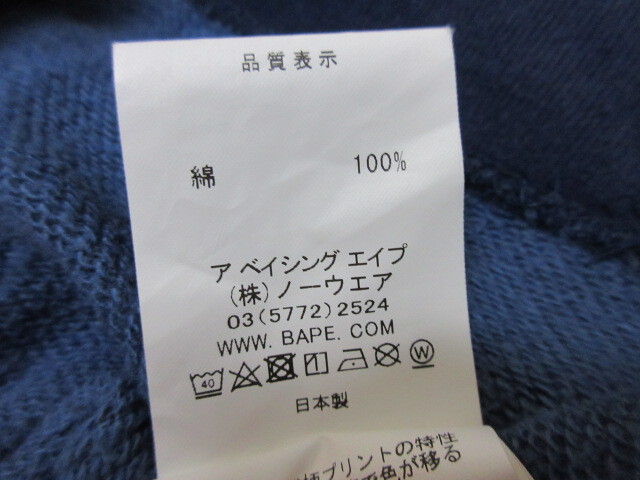 品質表示
綿 100%
ア ベイシング エイプ
(株)ノーウエア
03(5772)2524
WWW. BAPE. COM
40 W
日本製
プリントの特性
色が移る